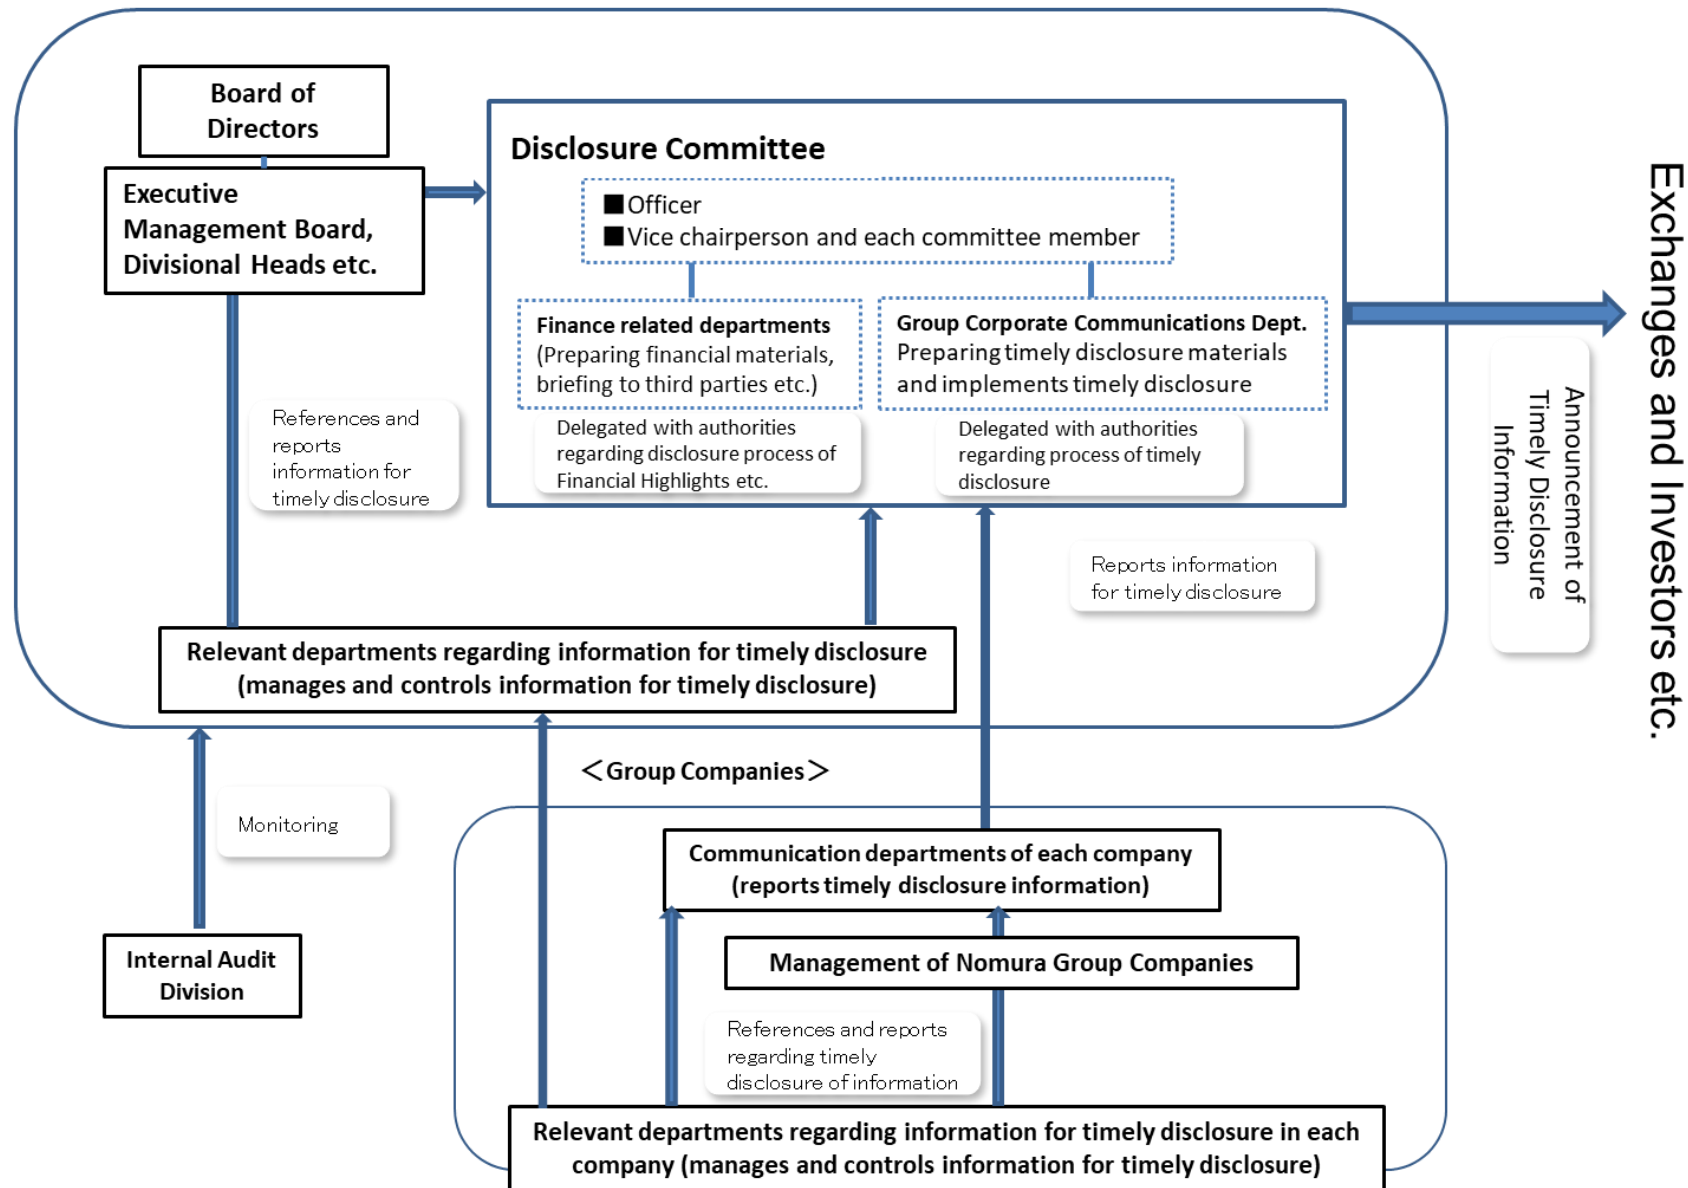 Board of
Directors
Executive
Management Board,
Divisional Heads etc.
Disclosure Committee
■Officer
■Vice chairperson and each committee member
Finance related departments
(Preparing financial materials,
briefing to third parties etc.)
Group Corporate Communications Dept.
Preparing timely disclosure materials
and implements timely disclosure
Delegated with authorities
regarding disclosure process of
Financial Highlights etc.
Delegated with authorities
regarding process of timely
disclosure
References and
reports
information for
timely disclosure
Reports information
for timely disclosure
Announcement of
Timely Disclosure
Information
Exchanges and Investors etc.
Relevant departments regarding information for timely disclosure
(manages and controls information for timely disclosure)
Monitoring
＜Group Companies＞
Internal Audit
Division
Communication departments of each company
(reports timely disclosure information)
Management of Nomura Group Companies
References and reports
regarding timely
disclosure of information
Relevant departments regarding information for timely disclosure in each
company (manages and controls information for timely disclosure)